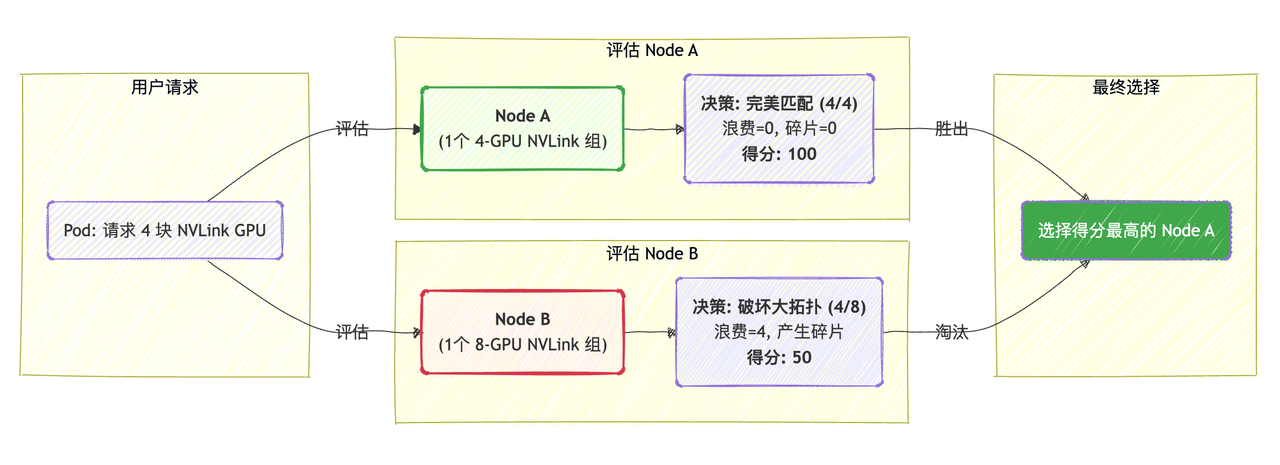 用户请求
Pod: 请求 4 块 NVLink GPU
评估
评估
评估 Node A
Node A
(1个 4-GPU NVLink 组)
决策: 完美匹配 (4/4)
浪费=0, 碎片=0
得分: 100
评估 Node B
Node B
(1个 8-GPU NVLink 组)
决策: 破坏大拓扑 (4/8)
浪费=4, 产生碎片
得分: 50
胜出
淘汰
最终选择
选择得分最高的 Node A